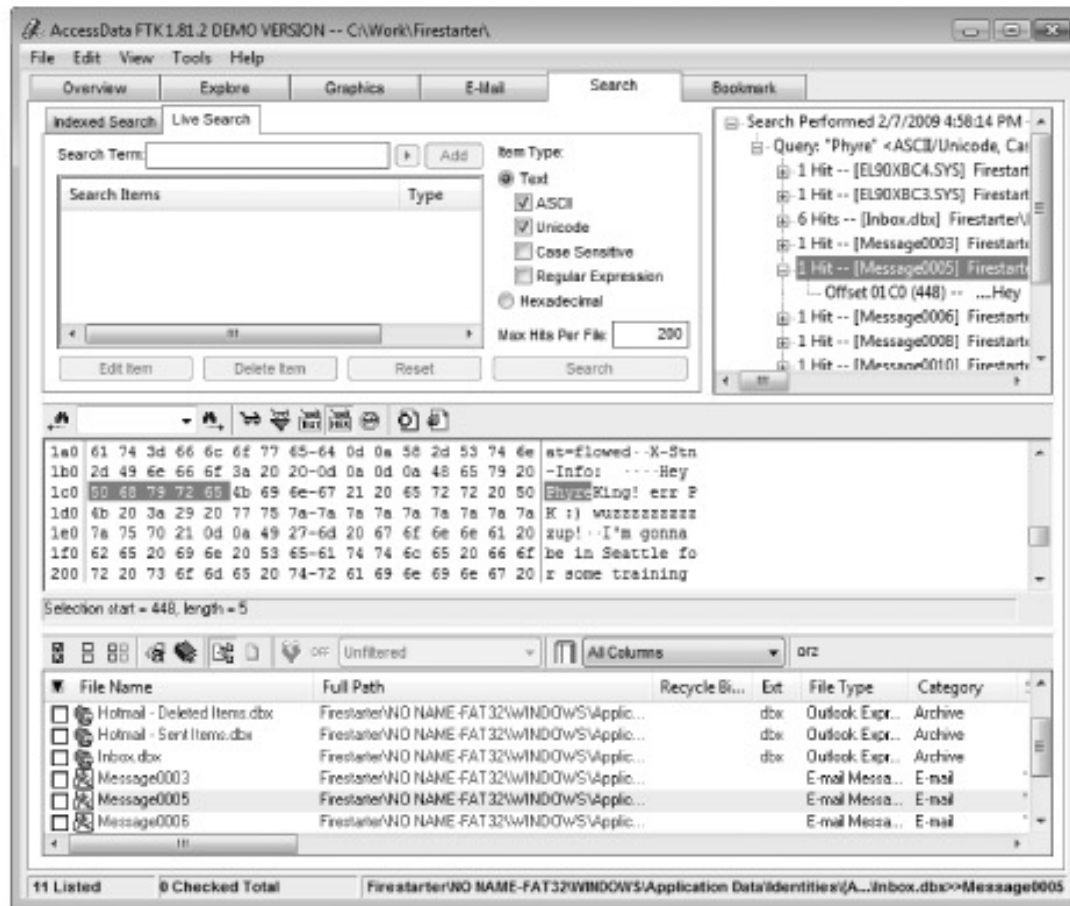 AccessData FTK 1.81.2 DEMO VERSION -- C:\Work\Firestarter\
File Edit View Tools Help
Overview Explore Graphics E-Mail Search Bookmark
Indexed Search Live Search
Search Term: Add
Search Items Type
Item Type:
Text
ASCII
Unicode
Case Sensitive
Regular Expression
Hexadecimal
Max Hits Per File: 200
Edit Item Delete Item Reset Search
Search Performed 2/7/2009 4:58:14 PM -
Query: "Phyre" <ASCII/Unicode, Cas
1 Hit -- [EL90XBC4.SYS] Firestart
1 Hit -- [EL90XBC3.SYS] Firestart
6 Hits -- [Inbox.dbx] Firestarter\
1 Hit -- [Message0003] Firestarte
1 Hit -- [Message0005] Firestarte
Offset 01C0 (448) -- ....Hey
1 Hit -- [Message0006] Firestarte
1 Hit -- [Message0008] Firestarte
1 Hit -- [Message0010] Firestarte
1a0 61 74 3d 66 6c 6f 77 65-64 0d 0a 58 2d 53 74 6e at=flowed··X-Stn
1b0 2d 49 6e 66 6f 3a 20 20-0d 0a 0d 0a 48 65 79 20 -Info: ····Hey
1c0 50 68 79 72 65 4b 69 6e-67 21 20 65 72 72 20 50 PhyreKing! err P
1d0 4b 20 3a 29 20 77 75 7a-7a 7a 7a 7a 7a 7a 7a 7a K :) wuzzzzzzzzz
1e0 7a 75 70 21 0d 0a 49 27-6d 20 67 6f 6e 6e 61 20 zup!··I'm gonna
1f0 62 65 20 69 6e 20 53 65-61 74 74 6c 65 20 66 6f be in Seattle fo
200 72 20 73 6f 6d 65 20 74-72 61 69 6e 69 6e 67 20 r some training
Selection start = 448, length = 5
OFF Unfiltered All Columns
File Name Full Path Recycle Bi... Ext File Type Category
Hotmail - Deleted Items.dbx Firestarter\NO NAME-FAT32\WINDOWS\Applic... dbx Outlook Expr... Archive
Hotmail - Sent Items.dbx Firestarter\NO NAME-FAT32\WINDOWS\Applic... dbx Outlook Expr... Archive
Inbox.dbx Firestarter\NO NAME-FAT32\WINDOWS\Applic... dbx Outlook Expr... Archive
Message0003 Firestarter\NO NAME-FAT32\WINDOWS\Applic... E-mail Messa... E-mail
Message0005 Firestarter\NO NAME-FAT32\WINDOWS\Applic... E-mail Messa... E-mail
Message0006 Firestarter\NO NAME-FAT32\WINDOWS\Applic... E-mail Messa... E-mail
11 Listed 0 Checked Total Firestarter\NO NAME-FAT32\WINDOWS\Application Data\Identities\{A...\Inbox.dbx>>Message0005